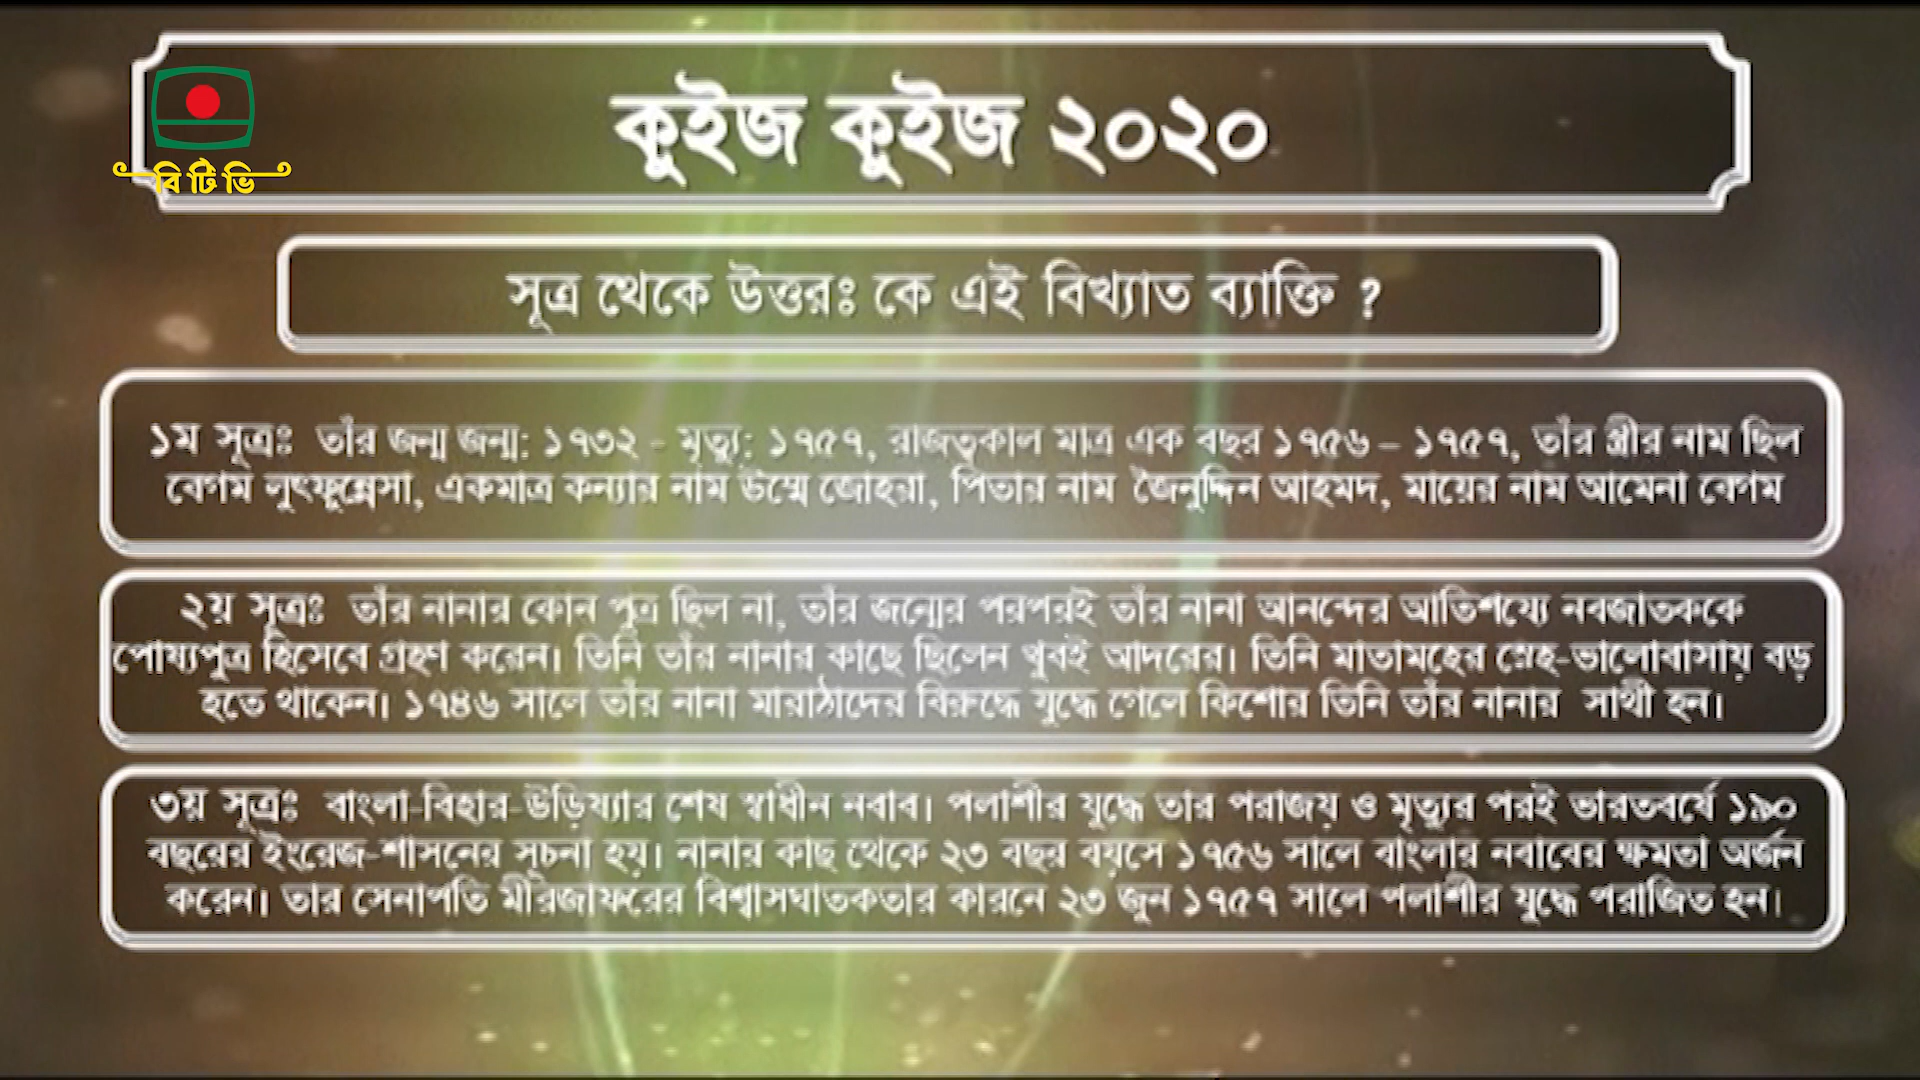 কুইজ কুইজ ২০২০
বি টি ভি
সূত্র থেকে উত্তরঃ কে এই বিখ্যাত ব্যাক্তি ?
১ম সূত্রঃ তাঁর জন্ম জন্ম: ১৭৩২ - মৃত্যু: ১৭৫৭, রাজত্বকাল মাত্র এক বছর ১৭৫৬ – ১৭৫৭, তাঁর স্ত্রীর নাম ছিল
বেগম লুৎফুন্নেসা, একমাত্র কন্যার নাম উম্মে জোহরা, পিতার নাম জৈনুদ্দিন আহমদ, মায়ের নাম আমেনা বেগম
২য় সূত্রঃ তাঁর নানার কোন পুত্র ছিল না, তাঁর জন্মের পরপরই তাঁর নানা আনন্দের আতিশয্যে নবজাতককে
পোষ্যপুত্র হিসেবে গ্রহণ করেন। তিনি তাঁর নানার কাছে ছিলেন খুবই আদরের। তিনি মাতামহের স্নেহ-ভালোবাসায় বড়
হতে থাকেন। ১৭৪৬ সালে তাঁর নানা মারাঠাদের বিরুদ্ধে যুদ্ধে গেলে কিশোর তিনি তাঁর নানার সাথী হন।
৩য় সূত্রঃ বাংলা-বিহার-উড়িষ্যার শেষ স্বাধীন নবাব। পলাশীর যুদ্ধে তার পরাজয় ও মৃত্যুর পরই ভারতবর্ষে ১৯০
বছরের ইংরেজ-শাসনের সূচনা হয়। নানার কাছ থেকে ২৩ বছর বয়সে ১৭৫৬ সালে বাংলার নবাবের ক্ষমতা অর্জন
করেন। তার সেনাপতি মীরজাফরের বিশ্বাসঘাতকতার কারনে ২৩ জুন ১৭৫৭ সালে পলাশীর যুদ্ধে পরাজিত হন।